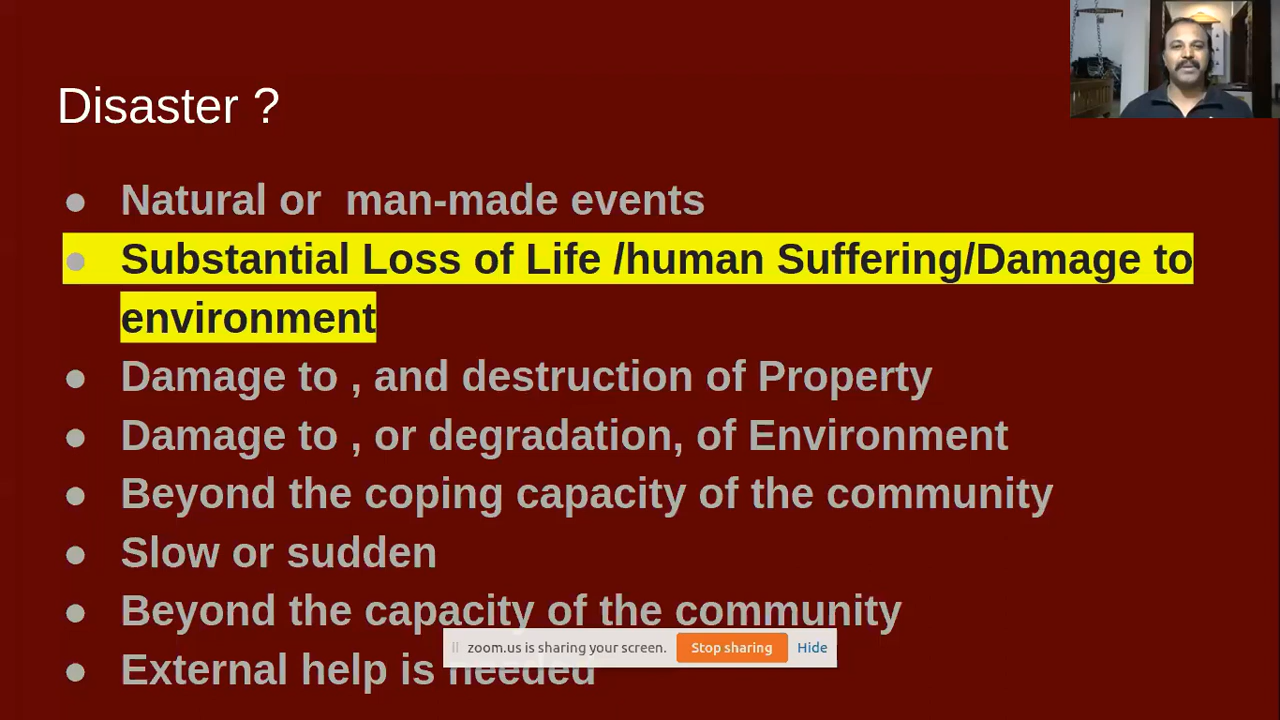 Disaster ?
● Natural or  man-made events
● Substantial Loss of Life /human Suffering/Damage to
environment
● Damage to , and destruction of Property
● Damage to , or degradation, of Environment
● Beyond the coping capacity of the community
● Slow or sudden
● Beyond the capacity of the community
zoom.us is sharing your screen. Stop sharing Hide
● External help is needed